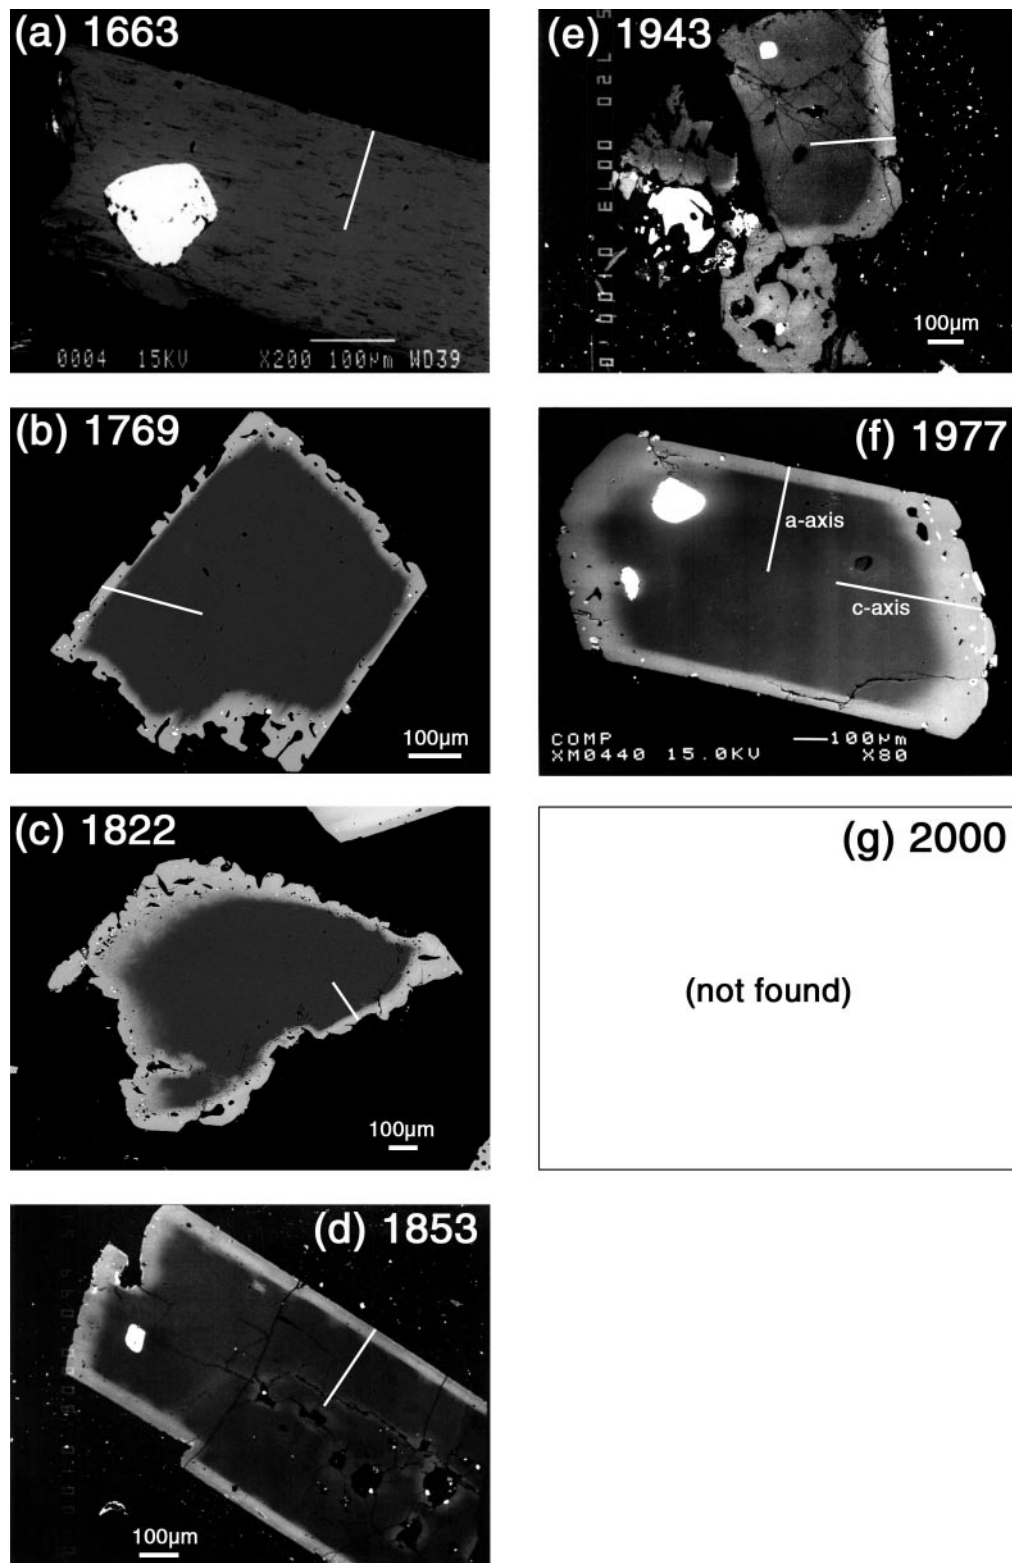 (a) 1663
0004 15KV X200 100μm WD39
(b) 1769
100μm
(c) 1822
100μm
(d) 1853
100μm
(e) 1943
100μm
(f) 1977
a-axis
c-axis
COMP
100μm
XM0440 15.0KV X80
(g) 2000
(not found)